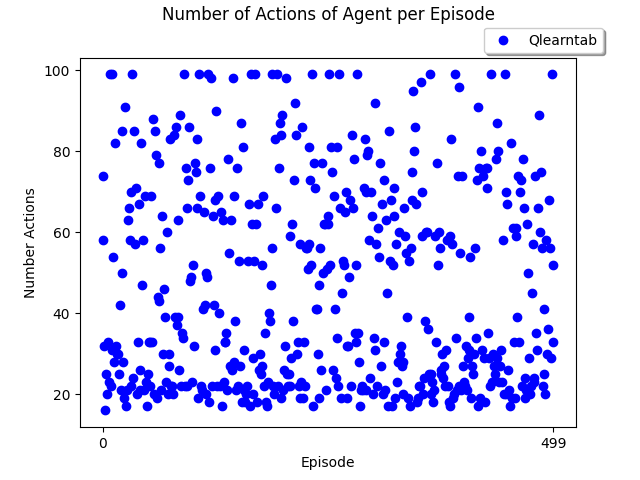 Number of Actions of Agent per Episode
Qlearntab
100
80
60
40
20
Number Actions
0
499
Episode